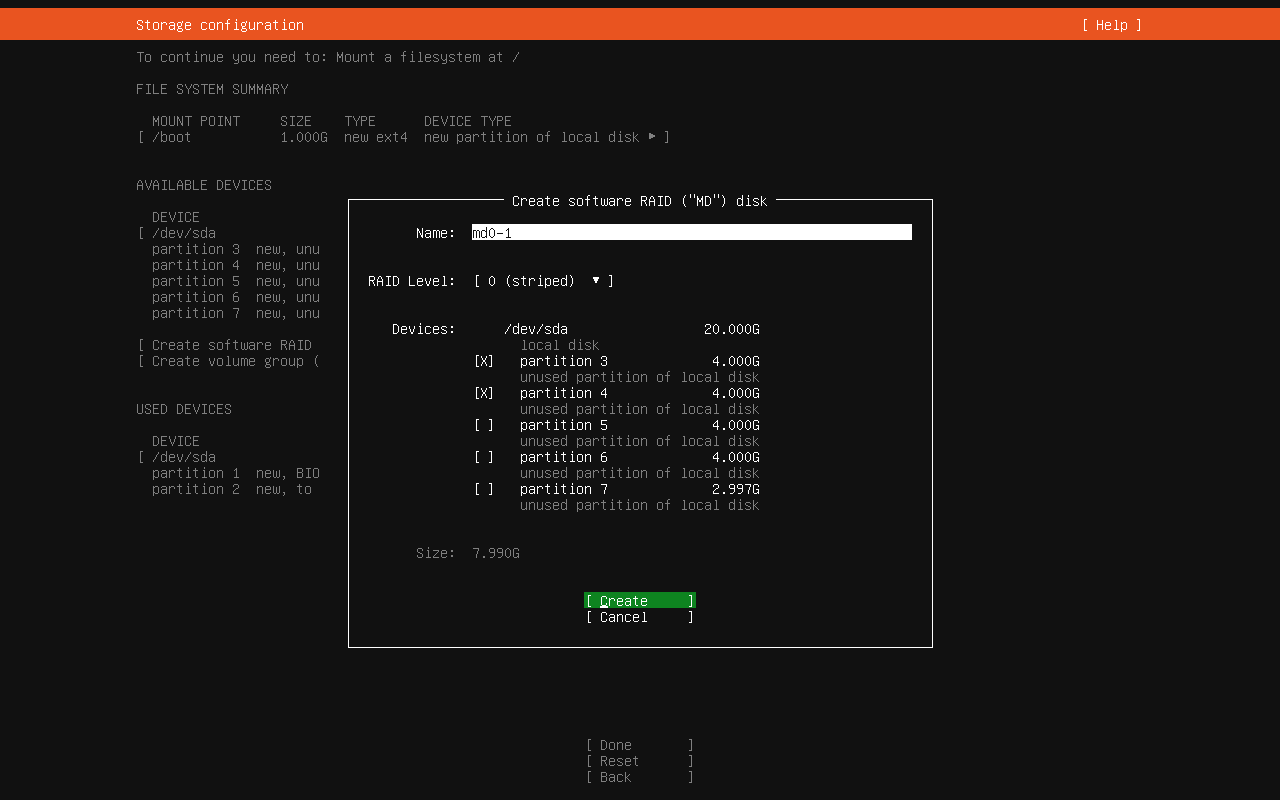 Storage configuration [ Help ]
To continue you need to: Mount a filesystem at /
FILE SYSTEM SUMMARY
MOUNT POINT SIZE TYPE DEVICE TYPE
[ /boot 1.000G new ext4 new partition of local disk ▸ ]
AVAILABLE DEVICES
DEVICE
[ /dev/sda
partition 3 new, unu
partition 4 new, unu
partition 5 new, unu
partition 6 new, unu
partition 7 new, unu
[ Create software RAID
[ Create volume group (
USED DEVICES
DEVICE
[ /dev/sda
partition 1 new, BIO
partition 2 new, to
Create software RAID ("MD") disk
Name: md0-1
RAID Level: [ 0 (striped) ▾ ]
Devices: /dev/sda 20.000G
local disk
[X] partition 3 4.000G
unused partition of local disk
[X] partition 4 4.000G
unused partition of local disk
[ ] partition 5 4.000G
unused partition of local disk
[ ] partition 6 4.000G
unused partition of local disk
[ ] partition 7 2.997G
unused partition of local disk
Size: 7.990G
[ Create ]
[ Cancel ]
[ Done ]
[ Reset ]
[ Back ]